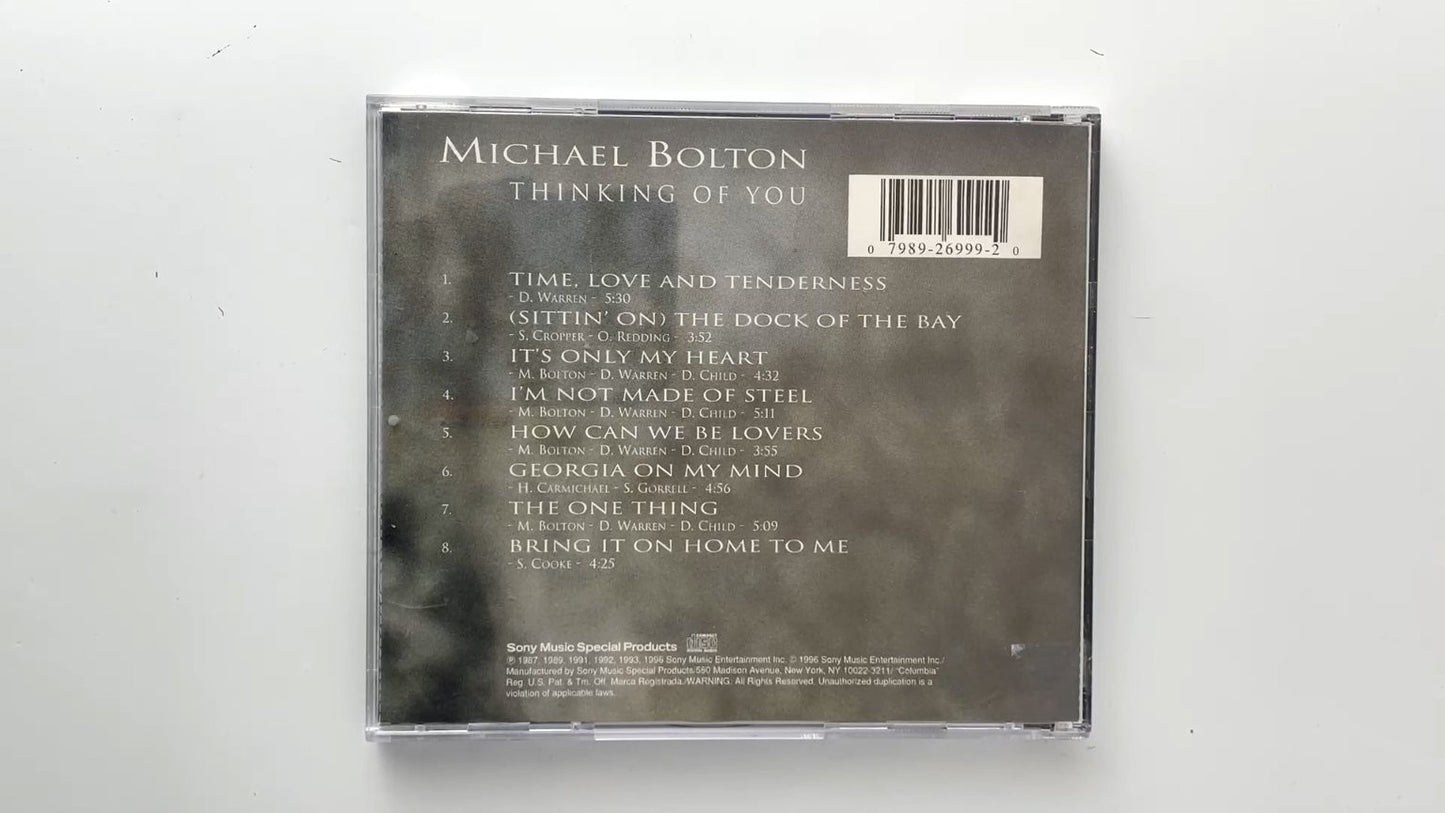 MICHAEL BOLTON
THINKING OF YOU
0 7989-26999-2 0
1. TIME, LOVE AND TENDERNESS
- D. WARREN - 5:30
2. (SITTIN' ON) THE DOCK OF THE BAY
- S. CROPPER - O. REDDING - 3:52
3. IT'S ONLY MY HEART
- M. BOLTON - D. WARREN - D. CHILD - 4:32
4. I'M NOT MADE OF STEEL
- M. BOLTON - D. WARREN - D. CHILD - 5:11
5. HOW CAN WE BE LOVERS
- M. BOLTON - D. WARREN - D. CHILD - 3:55
6. GEORGIA ON MY MIND
- H. CARMICHAEL - S. GORRELL - 4:56
7. THE ONE THING
- M. BOLTON - D. WARREN - D. CHILD - 5:09
8. BRING IT ON HOME TO ME
- S. COOKE - 4:25
Sony Music Special Products COMPACT disc DIGITAL AUDIO
℗ 1987, 1989, 1991, 1992, 1993, 1996 Sony Music Entertainment Inc. © 1996 Sony Music Entertainment Inc./
Manufactured by Sony Music Special Products/550 Madison Avenue, New York, NY 10022-3211/ "Columbia"
Reg. U.S. Pat. & Tm. Off. Marca Registrada./WARNING: All Rights Reserved. Unauthorized duplication is a
violation of applicable laws.